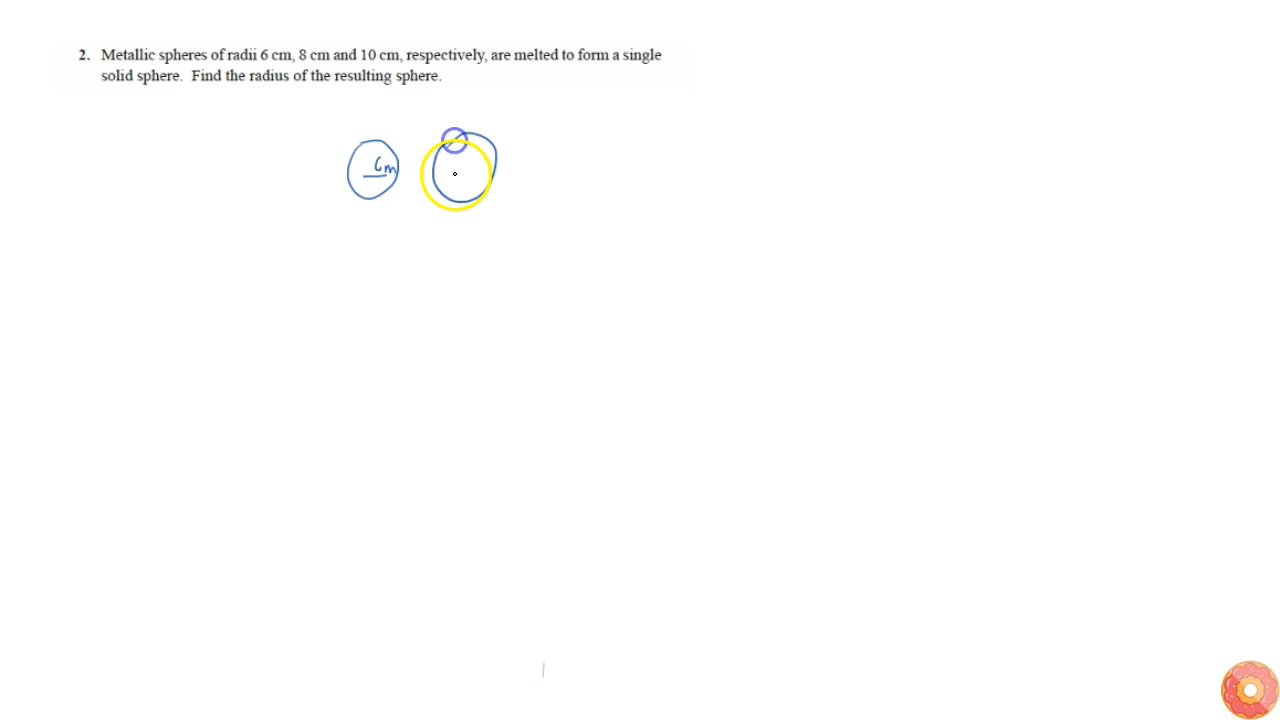 2. Metallic spheres of radii 6 cm, 8 cm and 10 cm, respectively, are melted to form a single
solid sphere. Find the radius of the resulting sphere.
6m